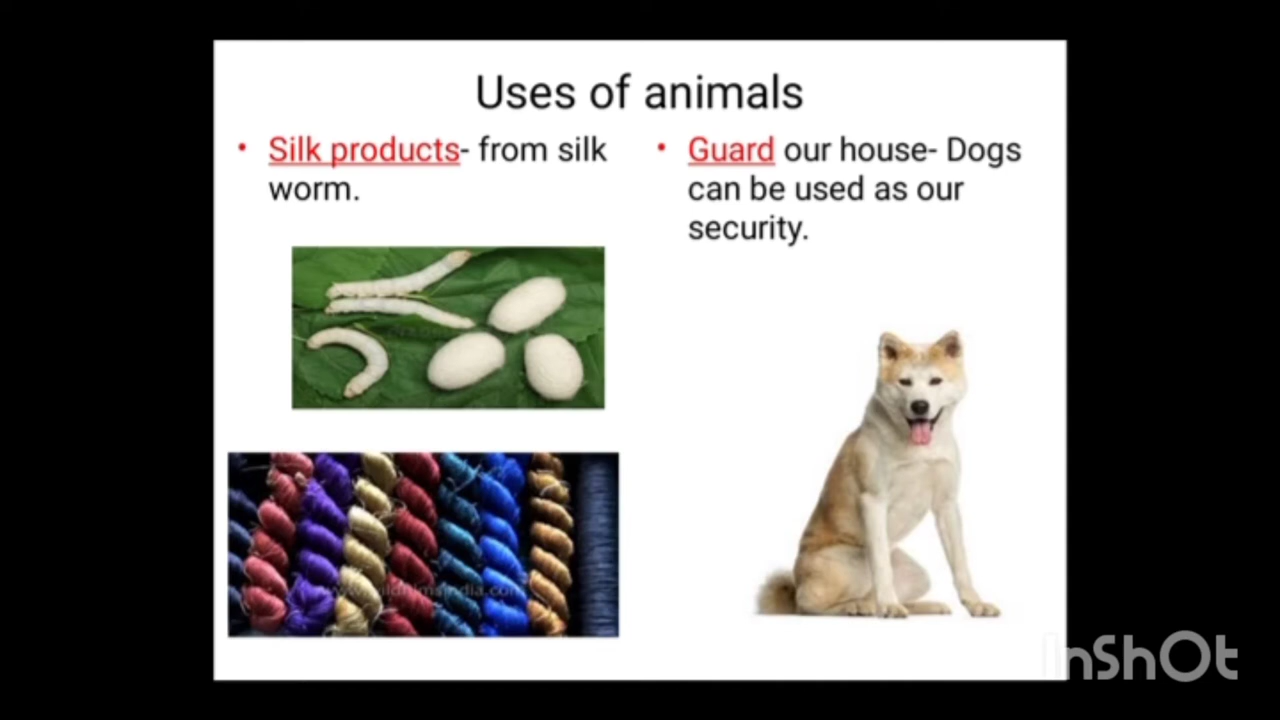 Uses of animals
• Silk products- from silk
worm.
• Guard our house- Dogs
can be used as our
security.
InShOt